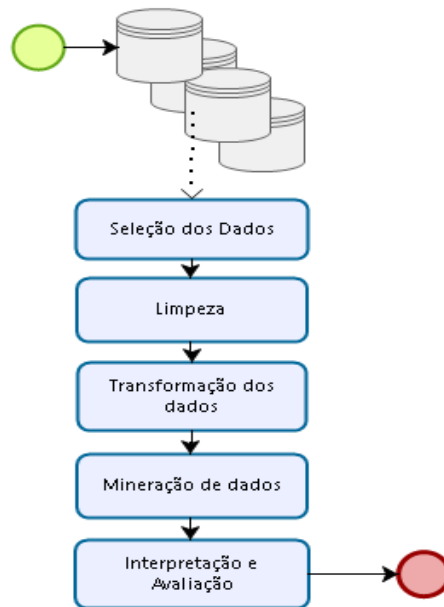 Seleção dos Dados
Limpeza
Transformação dos
dados
Mineração de dados
Interpretação e
Avaliação